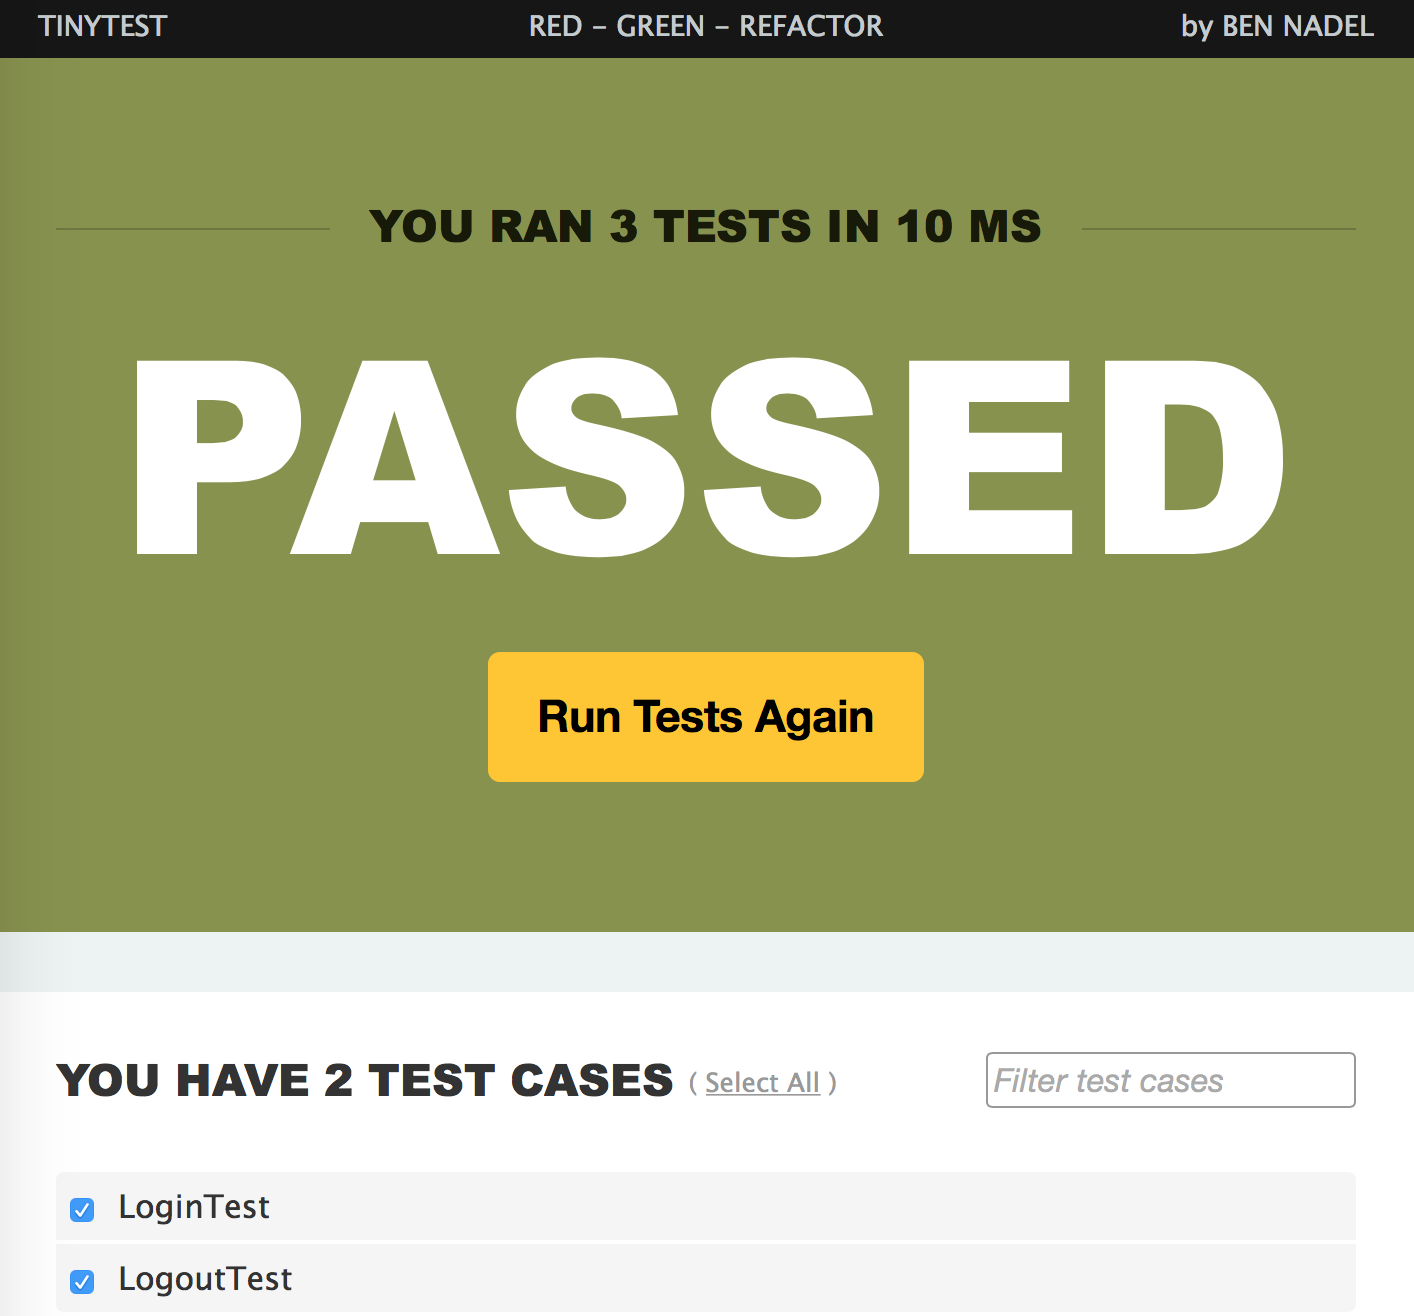 TINYTEST RED – GREEN – REFACTOR by BEN NADEL
YOU RAN 3 TESTS IN 10 MS
PASSED
Run Tests Again
YOU HAVE 2 TEST CASES ( Select All ) Filter test cases
LoginTest
LogoutTest